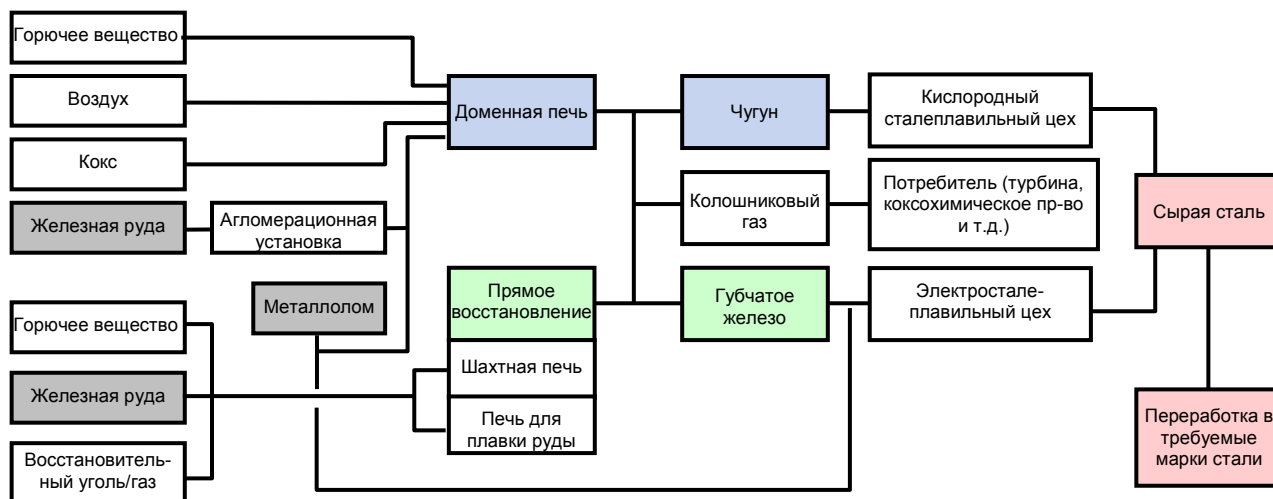 Горючее вещество
Воздух
Кокс
Железная руда
Агломерационная
установка
Металлолом
Горючее вещество
Железная руда
Восстановитель-
ный уголь/газ
Доменная печь
Прямое
восстановление
Шахтная печь
Печь для
плавки руды
Чугун
Колошниковый
газ
Губчатое
железо
Кислородный
сталеплавильный цех
Потребитель (турбина,
коксохимическое пр-во
и т.д.)
Электростале-
плавильный цех
Сырая сталь
Переработка в
требуемые
марки стали